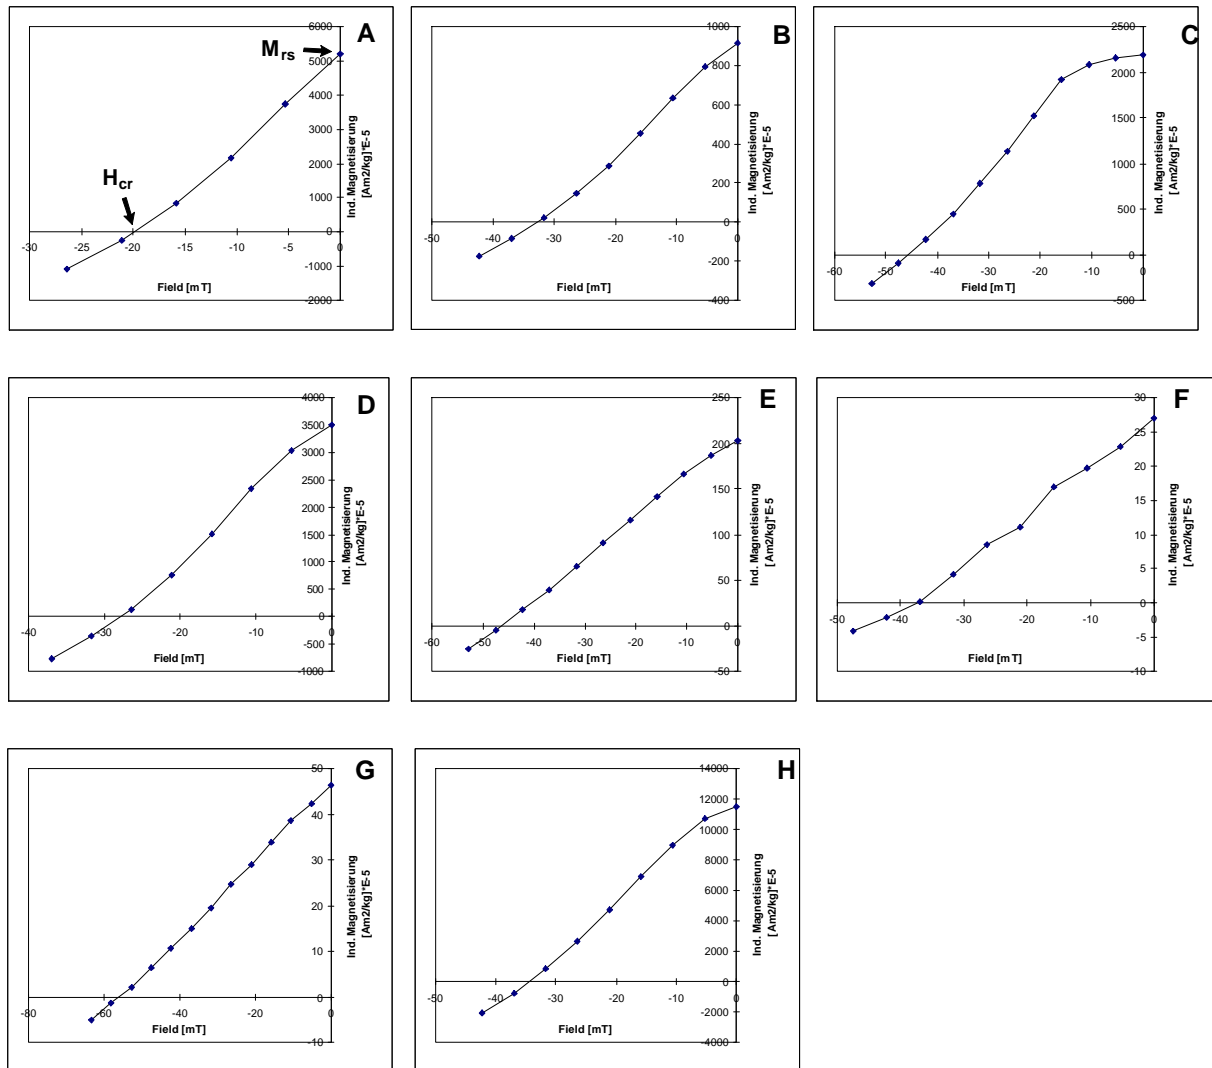 A
M rs
H cr
6000
5000
4000
3000
2000
1000
0
-1000
-2000
-30 -25 -20 -15 -10 -5 0
Field [mT]
Ind. Magnetisierung
[Am2/kg]*E-5
B
1000
800
600
400
200
0
-200
-400
-50 -40 -30 -20 -10 0
Field [mT]
Ind. Magnetisierung
[Am2/kg]*E-5
C
2500
2000
1500
1000
500
0
-500
-60 -50 -40 -30 -20 -10 0
Field [mT]
Ind. Magnetisierung
[Am2/kg]*E-5
D
4000
3500
3000
2500
2000
1500
1000
500
0
-500
-1000
-40 -30 -20 -10 0
Field [mT]
Ind. Magnetisierung
[Am2/kg]*E-5
E
250
200
150
100
50
0
-50
-60 -50 -40 -30 -20 -10 0
Field [mT]
Ind. Magnetisierung
[Am2/kg]*E-5
F
30
25
20
15
10
5
0
-5
-10
-50 -40 -30 -20 -10 0
Field [mT]
Ind. Magnetisierung
[Am2/kg]*E-5
G
50
40
30
20
10
0
-10
-80 -60 -40 -20 0
Field [mT]
Ind. Magnetisierung
[Am2/kg]*E-5
H
14000
12000
10000
8000
6000
4000
2000
0
-2000
-4000
-50 -40 -30 -20 -10 0
Field [mT]
Ind. Magnetisierung
[Am2/kg]*E-5